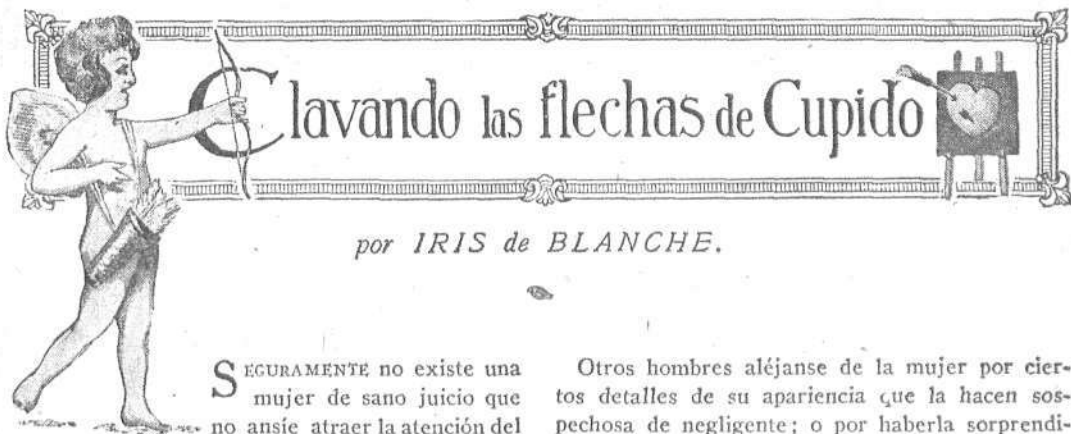 Clavando las flechas de Cupido
por IRIS de BLANCHE.
SEGURAMENTE no existe una
mujer de sano juicio que
no ansíe atraer la atención del
Otros hombres aléjanse de la mujer por cier-
tos detalles de su apariencia que la hacen sos-
pechosa de negligente; o por haberla sorprendi-